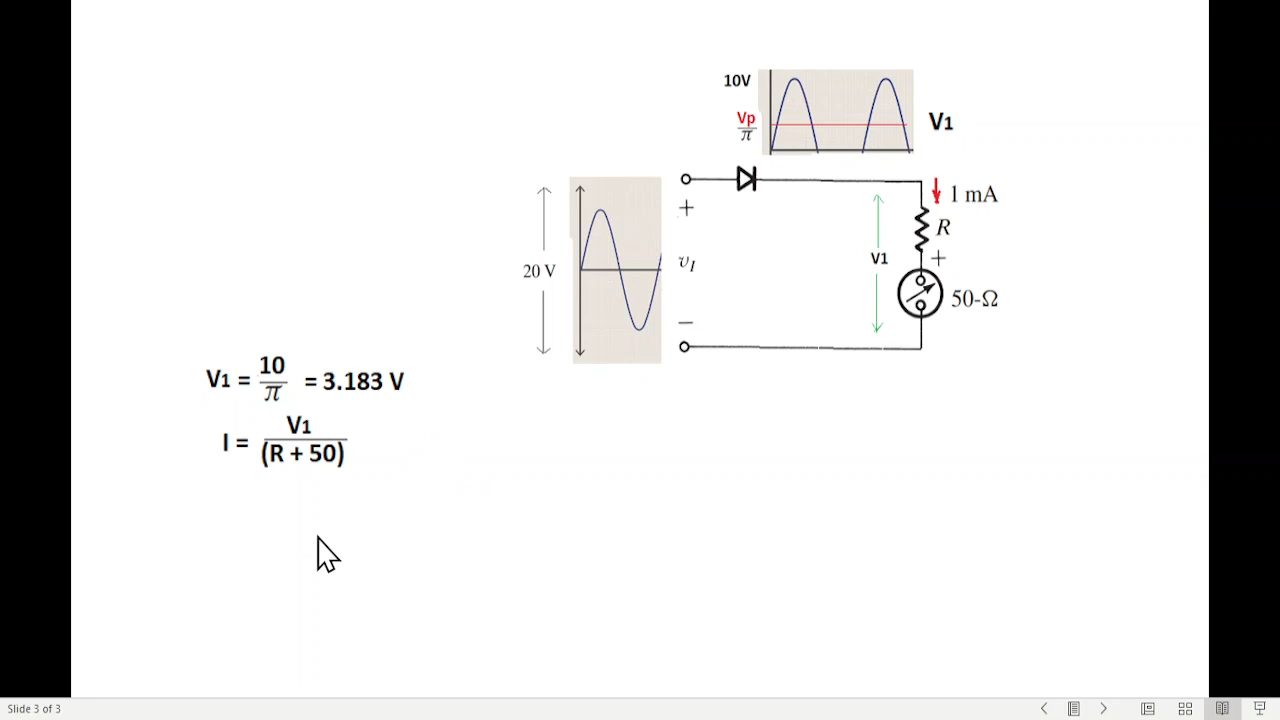 10V
Vp
π
V1
+
1 mA
R
20 V
υI
V1
+
50-Ω
−
V1 = 10/π = 3.183 V
I = V1/(R + 50)
Slide 3 of 3